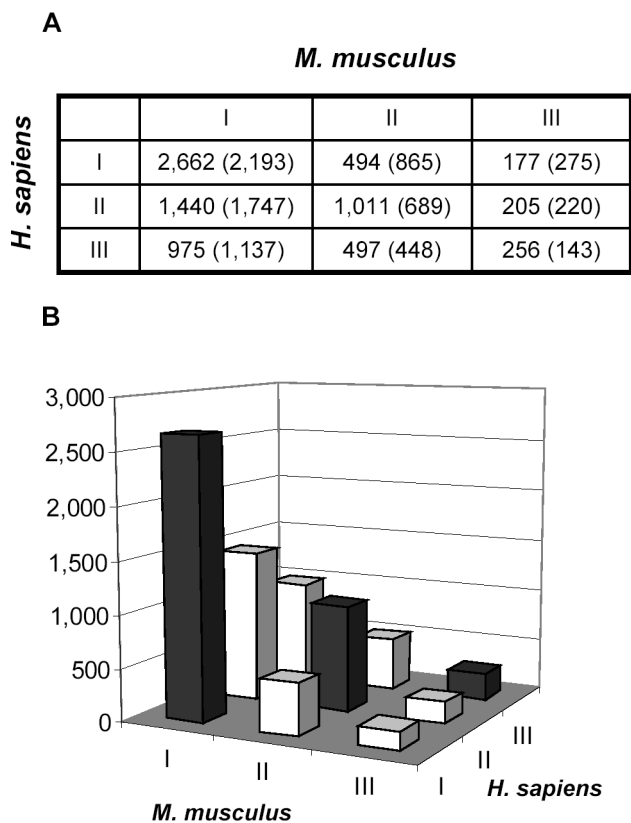 A
M. musculus
H. sapiens
I II III
I 2,662 (2,193) 494 (865) 177 (275)
II 1,440 (1,747) 1,011 (689) 205 (220)
III 975 (1,137) 497 (448) 256 (143)
B
3,000
2,500
2,000
1,500
1,000
500
0
I II III
M. musculus
I II III
H. sapiens